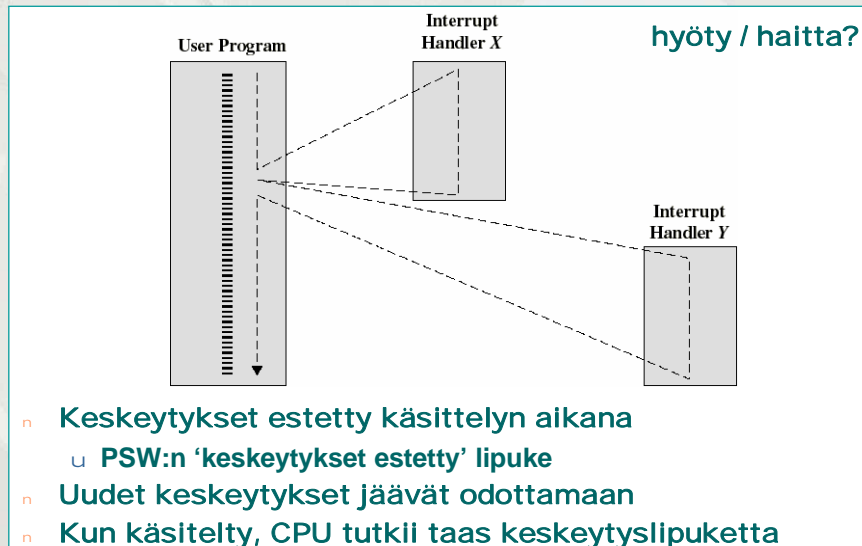 hyöty / haitta?
User Program
Interrupt
Handler X
Interrupt
Handler Y
n Keskeytykset estetty käsittelyn aikana
u PSW:n ‘keskeytykset estetty’ lipuke
n Uudet keskeytykset jäävät odottamaan
n Kun käsitelty, CPU tutkii taas keskeytyslipuketta